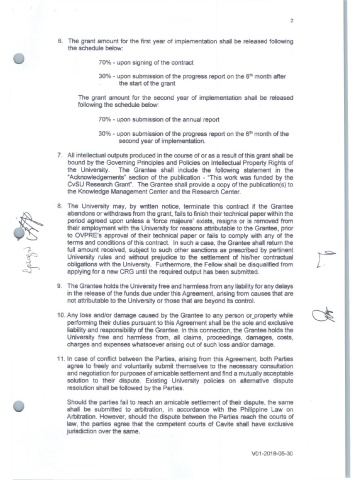 2
6. The grant amount for the first year of implementation shall be released following
the schedule below:
70% - upon signing of the contract
30% - upon submission of the progress report on the 6th month after
the start of the grant
The grant amount for the second year of implementation shall be released
following the schedule below:
70% - upon submission of the annual report
30% - upon submission of the progress report on the 6th month of the
second year of implementation.
7. All intellectual outputs produced in the course of or as a result of this grant shall be
bound by the Governing Principles and Policies on Intellectual Property Rights of
the University. The Grantee shall include the following statement in the
"Acknowledgements" section of the publication - "This work was funded by the
CvSU Research Grant". The Grantee shall provide a copy of the publication(s) to
the Knowledge Management Center and the Research Center.
8. The University may, by written notice, terminate this contract if the Grantee
abandons or withdraws from the grant, fails to finish their technical paper within the
period agreed upon unless a 'force majeure' exists, resigns or is removed from
their employment with the University for reasons attributable to the Grantee, prior
to OVPRE's approval of their technical paper or fails to comply with any of the
terms and conditions of this contract. In such a case, the Grantee shall return the
full amount received, subject to such other sanctions as prescribed by pertinent
University rules and without prejudice to the settlement of his/her contractual
obligations with the University. Furthermore, the Fellow shall be disqualified from
applying for a new CRG until the required output has been submitted.
9. The Grantee holds the University free and harmless from any liability for any delays
in the release of the funds due under this Agreement, arising from causes that are
not attributable to the University or those that are beyond its control.
10. Any loss and/or damage caused by the Grantee to any person or property while
performing their duties pursuant to this Agreement shall be the sole and exclusive
liability and responsibility of the Grantee. In this connection, the Grantee holds the
University free and harmless from, all claims, proceedings, damages, costs,
charges and expenses whatsoever arising out of such loss and/or damage.
11. In case of conflict between the Parties, arising from this Agreement, both Parties
agree to freely and voluntarily submit themselves to the necessary consultation
and negotiation for purposes of amicable settlement and find a mutually acceptable
solution to their dispute. Existing University policies on alternative dispute
resolution shall be followed by the Parties.
Should the parties fail to reach an amicable settlement of their dispute, the same
shall be submitted to arbitration, in accordance with the Philippine Law on
Arbitration. However, should the dispute between the Parties reach the courts of
law, the parties agree that the competent courts of Cavite shall have exclusive
jurisdiction over the same.
V01-2018-05-30